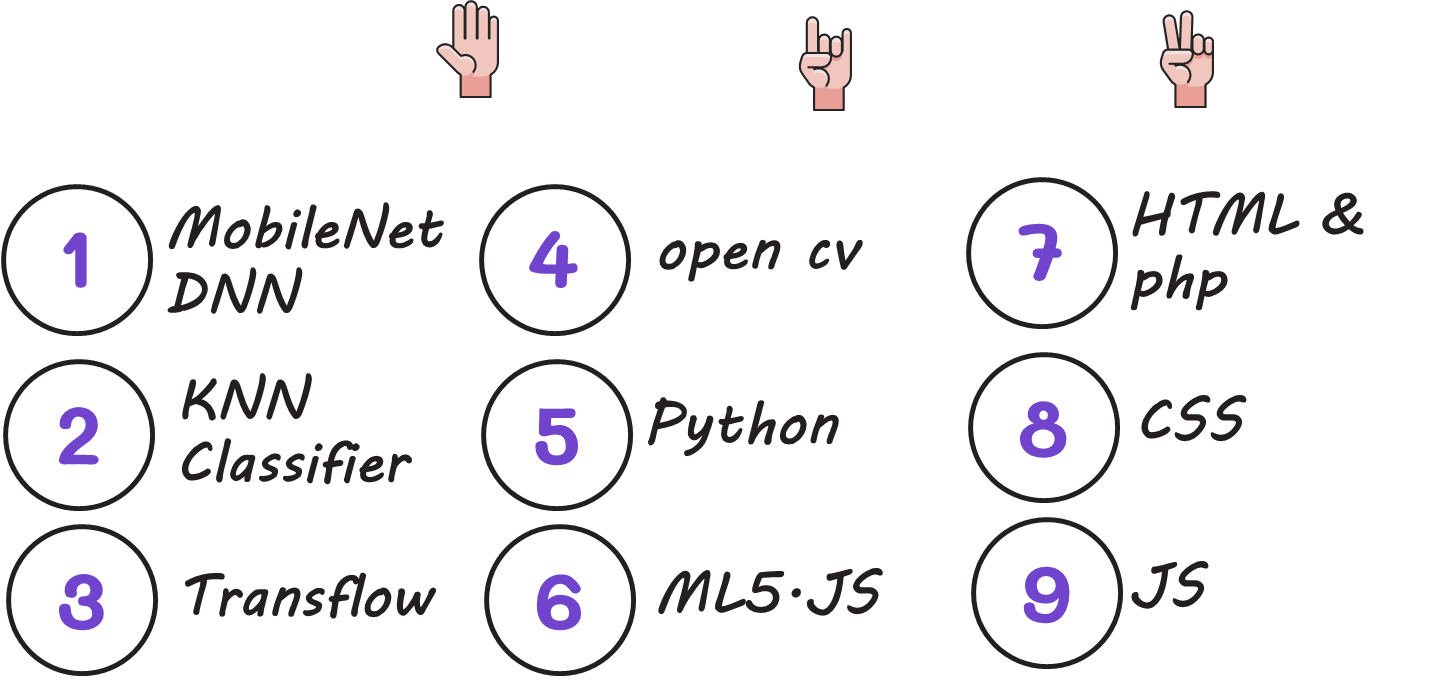 1
MobileNet
DNN
2
KNN
Classifier
3
Transflow
4
open cv
5
Python
6
ML5.JS
7
HTML &
php
8
CSS
9
JS